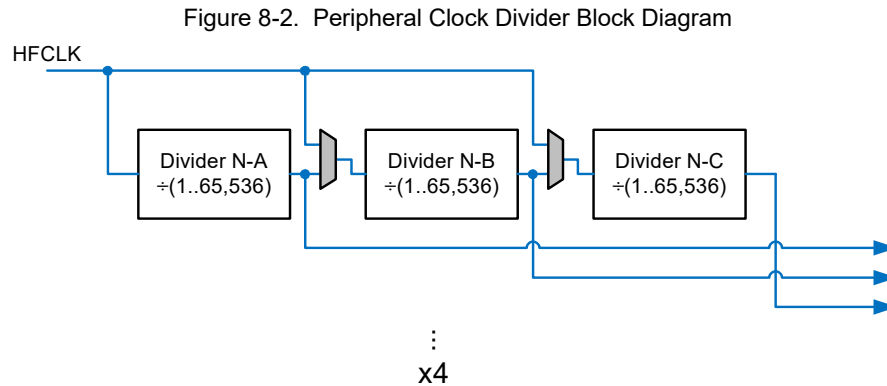 Figure 8-2. Peripheral Clock Divider Block Diagram
HFCLK
Divider N-A
÷(1..65,536)
Divider N-B
÷(1..65,536)
Divider N-C
÷(1..65,536)
⋮
x4